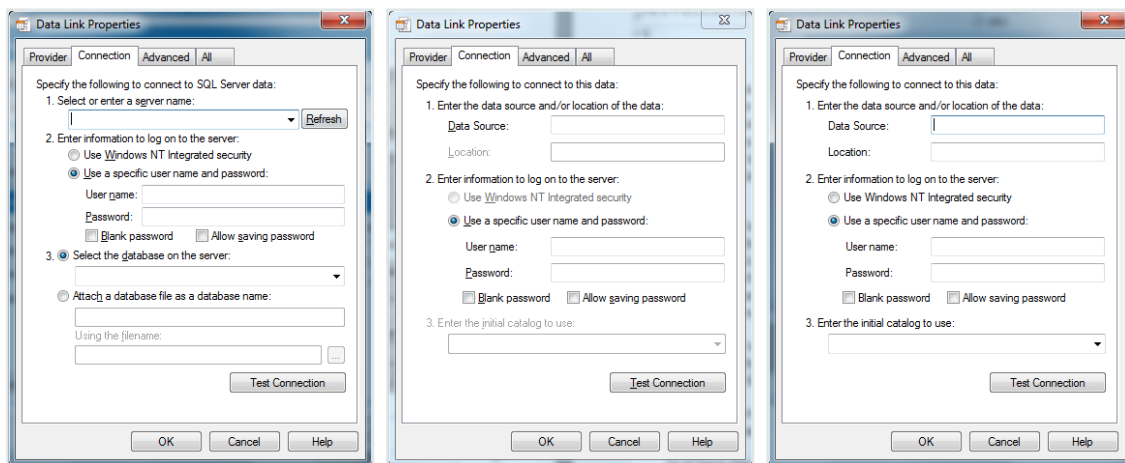 Data Link Properties
Provider Connection Advanced All
Specify the following to connect to SQL Server data:
1. Select or enter a server name:
Refresh
2. Enter information to log on to the server:
Use Windows NT Integrated security
Use a specific user name and password:
User name:
Password:
Blank password Allow saving password
3. Select the database on the server:
Attach a database file as a database name:
Using the filename:
...
Test Connection
OK Cancel Help
Data Link Properties
Provider Connection Advanced All
Specify the following to connect to this data:
1. Enter the data source and/or location of the data:
Data Source:
Location:
2. Enter information to log on to the server:
Use Windows NT Integrated security
Use a specific user name and password:
User name:
Password:
Blank password Allow saving password
3. Enter the initial catalog to use:
Test Connection
OK Cancel Help
Data Link Properties
Provider Connection Advanced All
Specify the following to connect to this data:
1. Enter the data source and/or location of the data:
Data Source:
Location:
2. Enter information to log on to the server:
Use Windows NT Integrated security
Use a specific user name and password:
User name:
Password:
Blank password Allow saving password
3. Enter the initial catalog to use:
Test Connection
OK Cancel Help